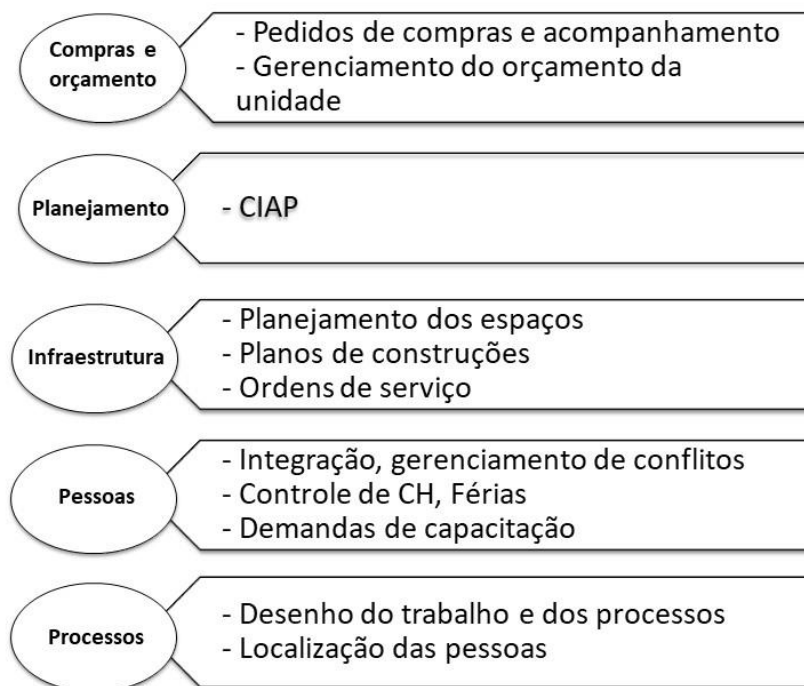 Compras e
orçamento
- Pedidos de compras e acompanhamento
- Gerenciamento do orçamento da
unidade
Planejamento
- CIAP
Infraestrutura
- Planejamento dos espaços
- Planos de construções
- Ordens de serviço
Pessoas
- Integração, gerenciamento de conflitos
- Controle de CH, Férias
- Demandas de capacitação
Processos
- Desenho do trabalho e dos processos
- Localização das pessoas